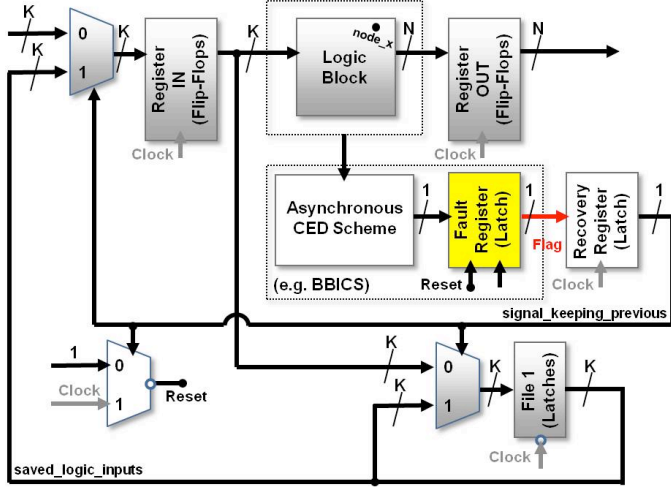 K
K
0
1
K
Register
IN
(Flip-Flops)
Clock
K
node_x
Logic
Block
N
Register
OUT
(Flip-Flops)
Clock
N
Asynchronous
CED Scheme
1
Fault
Register
(Latch)
1
Flag
Recovery
Register
(Latch)
1
(e.g. BBICS)
Reset
Clock
signal_keeping_previous
1
Clock
0
1
Reset
K
K
0
1
K
File 1
(Latches)
K
Clock
saved_logic_inputs